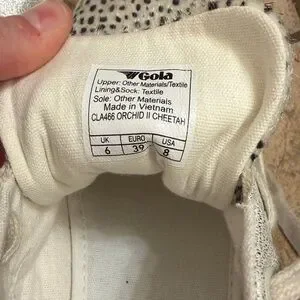 Gola
Upper: Other Materials/Textile
Lining&Sock: Textile
Sole: Other Materials
Made in Vietnam
CLA466 ORCHID II CHEETAH
UK EURO USA
6 39 8